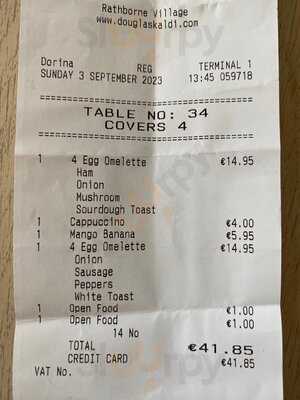 Rathborne Village
www.douglaskaldi.com
Dorina REG TERMINAL 1
SUNDAY 3 SEPTEMBER 2023 13:45 059718
TABLE NO: 34
COVERS 4
1 4 Egg Omelette €14.95
Ham
Onion
Mushroom
Sourdough Toast
1 Cappuccino €4.00
1 Mango Banana €5.95
1 4 Egg Omelette €14.95
Onion
Sausage
Peppers
White Toast
1 Open Food €1.00
1 Open Food €1.00
14 No
TOTAL €41.85
CREDIT CARD €41.85
VAT No.